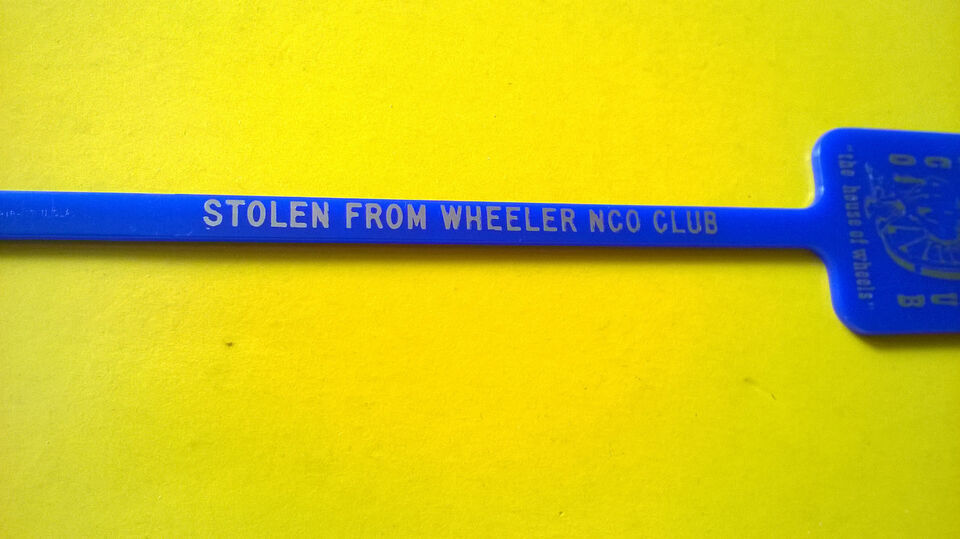 STOLEN FROM WHEELER NCO CLUB
"the house of wheels"